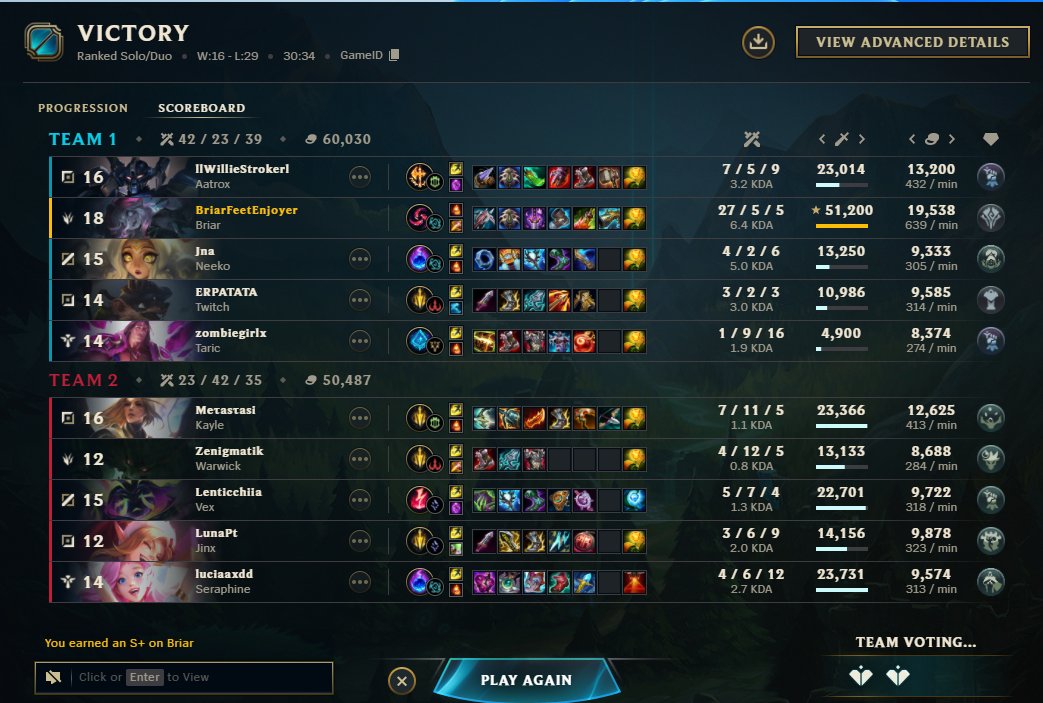 VICTORY
Ranked Solo/Duo • W:16 - L:29 • 30:34 • GameID
VIEW ADVANCED DETAILS
PROGRESSION SCOREBOARD
TEAM 1 42 / 23 / 39 60,030
16 llWillieStrokerl 7 / 5 / 9 23,014 13,200
Aatrox 3.2 KDA 432 / min
18 BriarFeetEnjoyer 27 / 5 / 5 51,200 19,538
Briar 6.4 KDA 639 / min
15 Jna 4 / 2 / 6 13,250 9,333
Neeko 5.0 KDA 305 / min
14 ERPATATA 3 / 2 / 3 10,986 9,585
Twitch 3.0 KDA 314 / min
14 zombiegirlx 1 / 9 / 16 4,900 8,374
Taric 1.9 KDA 274 / min
TEAM 2 23 / 42 / 35 50,487
16 Metastasi 7 / 11 / 5 23,366 12,625
Kayle 1.1 KDA 413 / min
12 Zenigmatik 4 / 12 / 5 13,133 8,688
Warwick 0.8 KDA 284 / min
15 Lenticchiia 5 / 7 / 4 22,701 9,722
Vex 1.3 KDA 318 / min
12 LunaPt 3 / 6 / 9 14,156 9,878
Jinx 2.0 KDA 323 / min
14 luciaaxdd 4 / 6 / 12 23,731 9,574
Seraphine 2.7 KDA 313 / min
You earned an S+ on Briar
TEAM VOTING...
Click or Enter to View
PLAY AGAIN